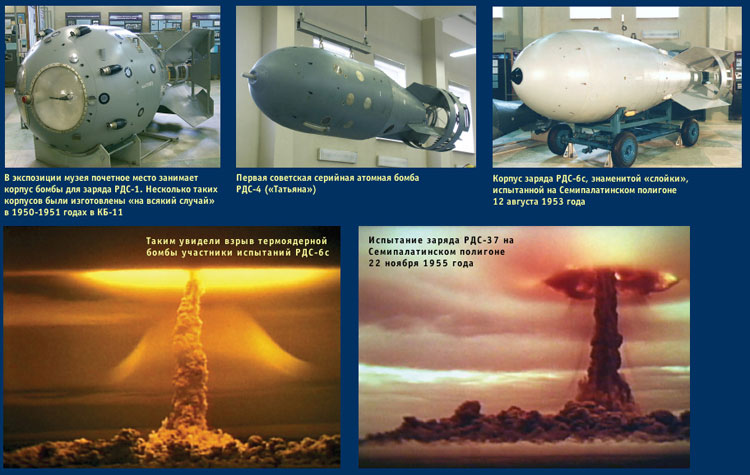 В экспозиции музея почетное место занимает
корпус бомбы для заряда РДС-1. Несколько таких
корпусов были изготовлены «на всякий случай»
в 1950-1951 годах в КБ-11
Первая советская серийная атомная бомба
РДС-4 («Татьяна»)
Корпус заряда РДС-6с, знаменитой «слойки»,
испытанной на Семипалатинском полигоне
12 августа 1953 года
Таким увидели взрыв термоядерной
бомбы участники испытаний РДС-6с
Испытание заряда РДС-37 на
Семипалатинском полигоне
22 ноября 1955 года